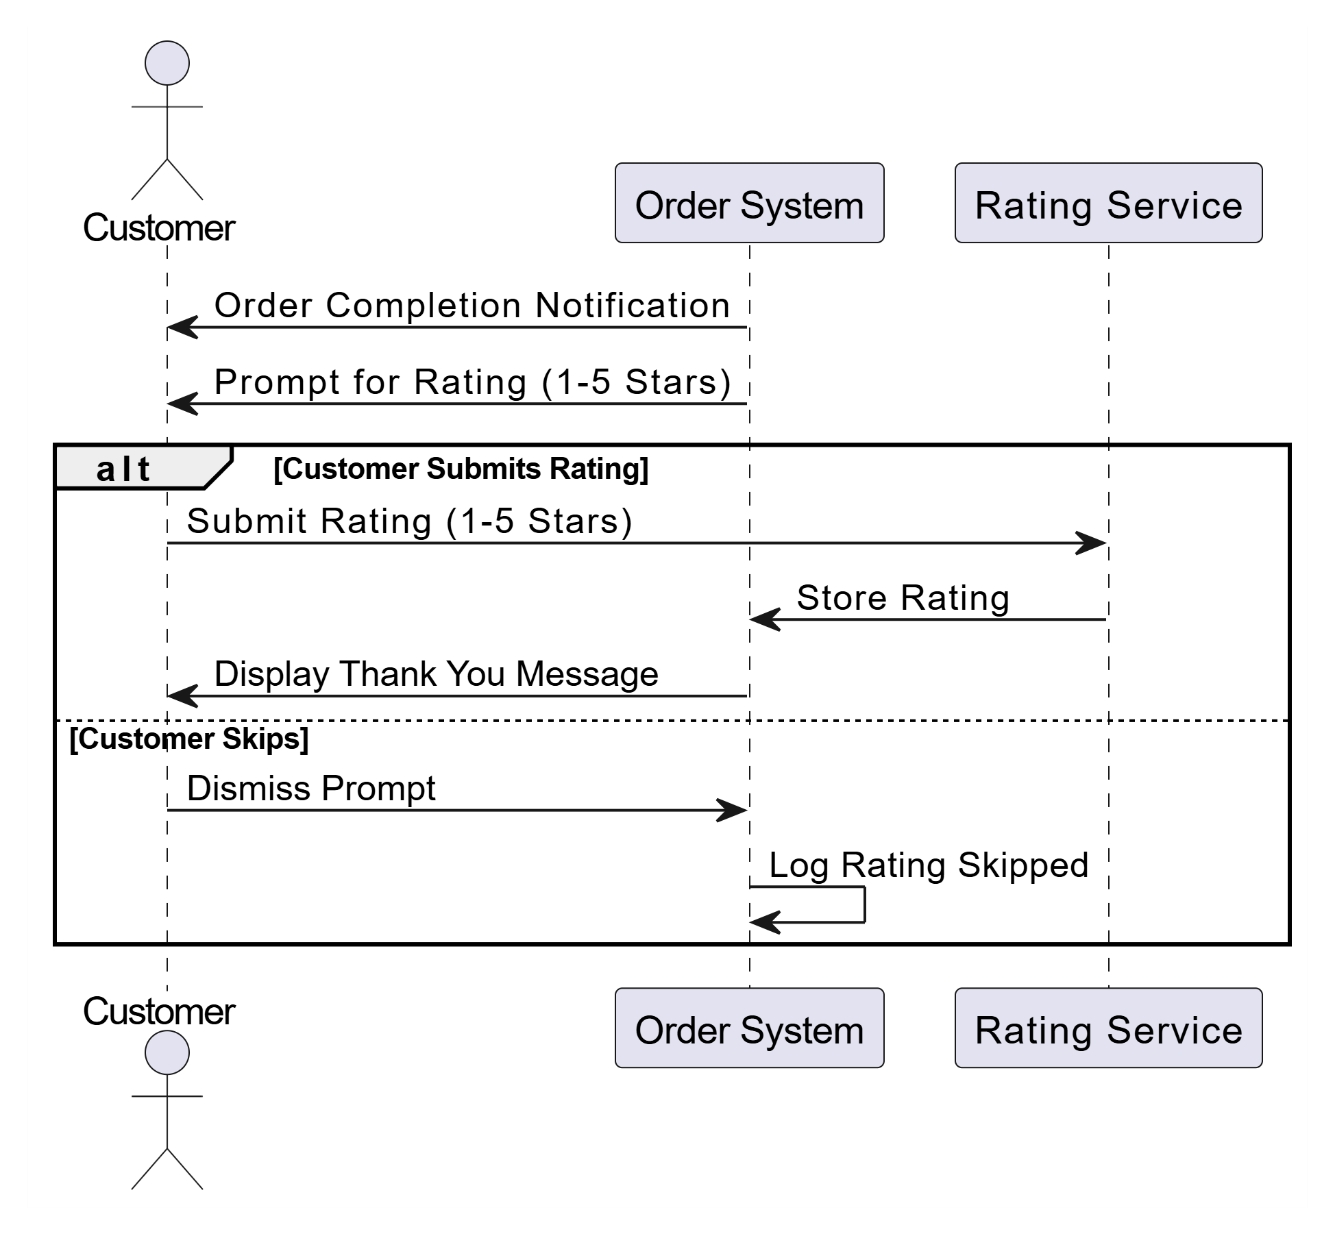 Customer
Order System
Rating Service
Order Completion Notification
Prompt for Rating (1-5 Stars)
alt
[Customer Submits Rating]
Submit Rating (1-5 Stars)
Store Rating
Display Thank You Message
[Customer Skips]
Dismiss Prompt
Log Rating Skipped
Customer
Order System
Rating Service